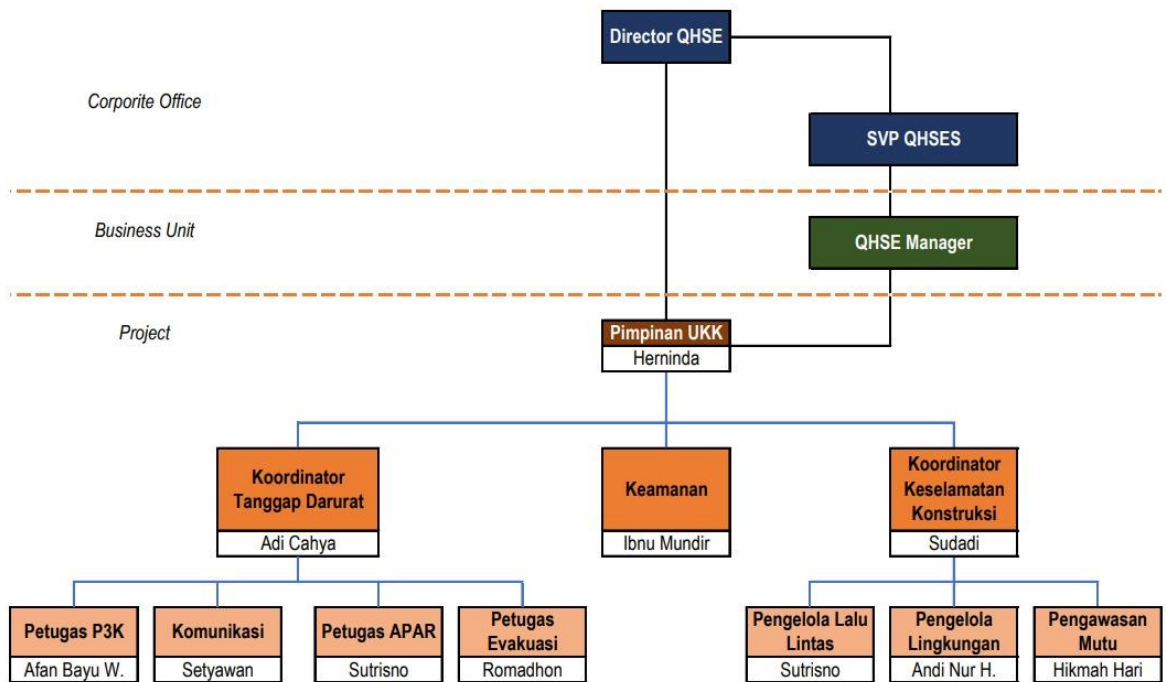 Director QHSE
Corporite Office
SVP QHSES
Business Unit
QHSE Manager
Project
Pimpinan UKK
Herninda
Koordinator
Tanggap Darurat
Adi Cahya
Keamanan
Ibnu Mundir
Koordinator
Keselamatan
Konstruksi
Sudadi
Petugas P3K
Afan Bayu W.
Komunikasi
Setyawan
Petugas APAR
Sutrisno
Petugas
Evakuasi
Romadhon
Pengelola Lalu
Lintas
Sutrisno
Pengelola
Lingkungan
Andi Nur H.
Pengawasan
Mutu
Hikmah Hari